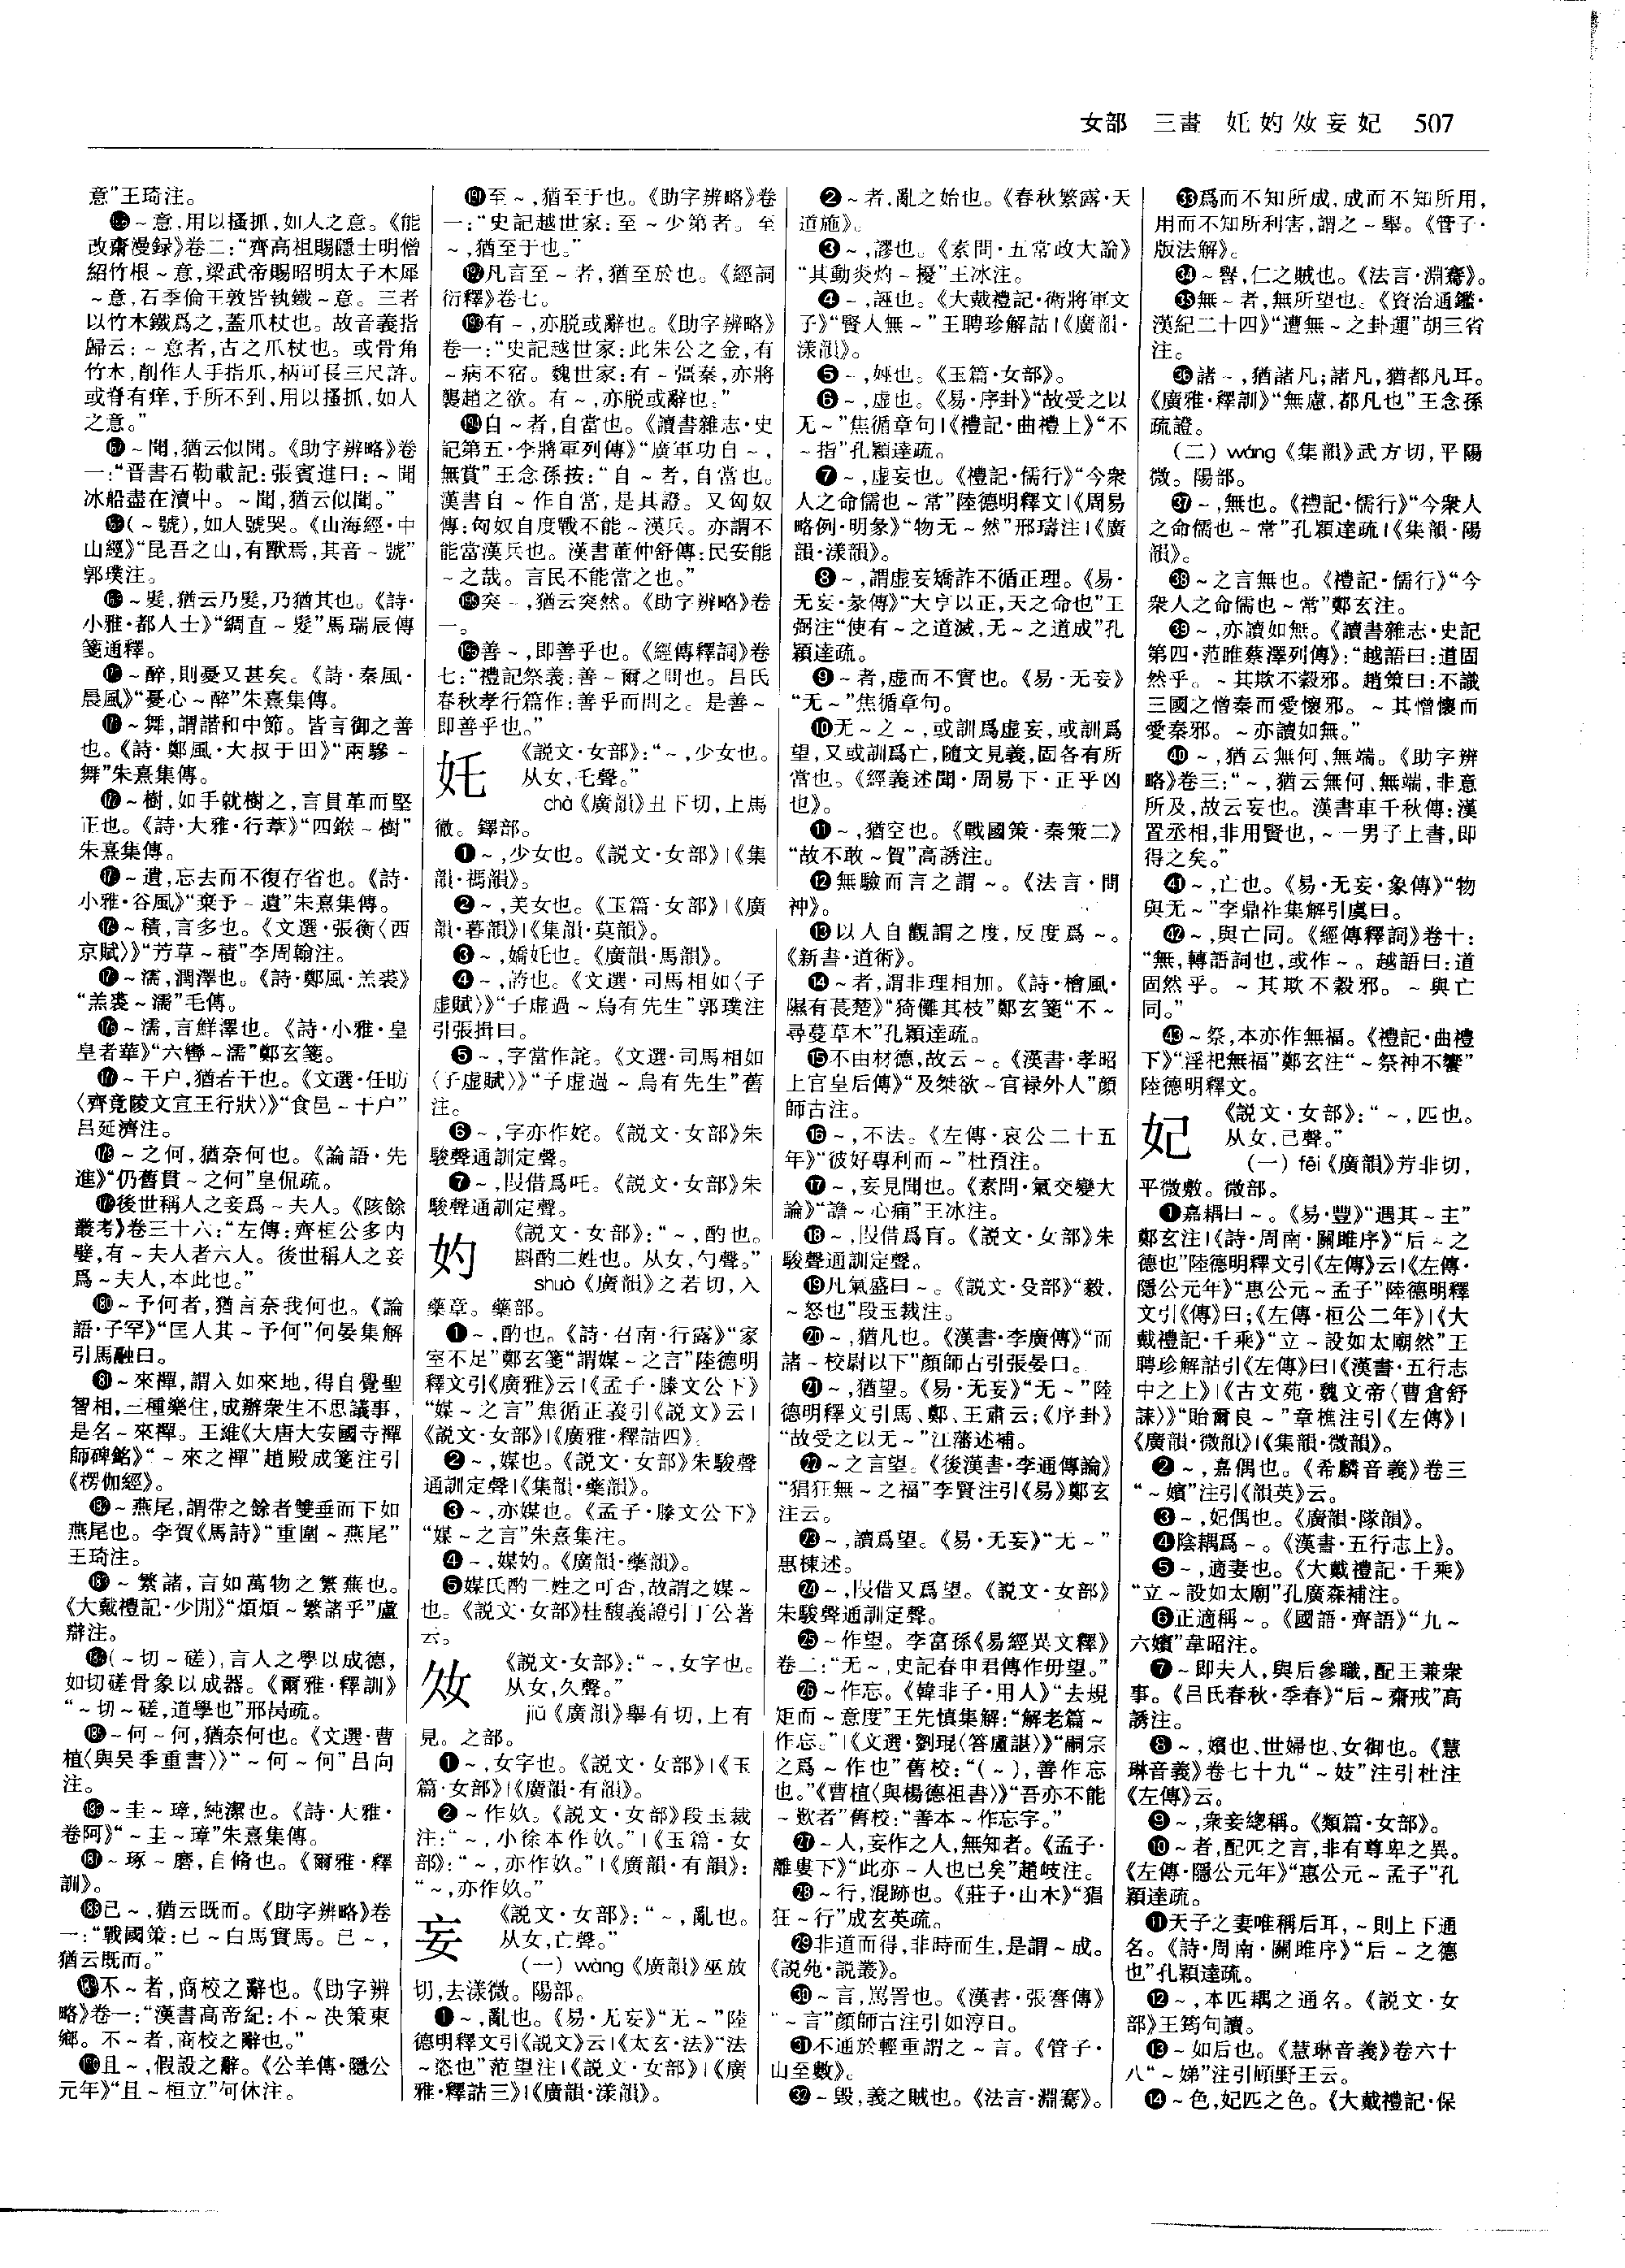 女部　三畫　奼妁㚫妄妃　507
意”王琦注。
～意,用以搔抓,如人之意。《能
改齋漫録》卷二:“齊高祖賜隱士明僧
紹竹根～意,梁武帝賜昭明太子木犀
～意,石季倫王敦皆執鐵～意。三者
以竹木鐵爲之,蓋爪杖也。故音義指
歸云:～意者,古之爪杖也。或骨角
竹木,削作人手指爪,柄可長三尺許。
或脊有痒,手所不到,用以搔抓,如人
之意。”
～聞,猶云似聞。《助字辨略》卷
一:“晉書石勒載記:張賓進曰:～聞
冰船盡在瀆中。～聞,猶云似聞。”
(～號),如人號哭。《山海經·中
山經》“昆吾之山,有獸焉,其音～號”
郭璞注。
～髮,猶云乃髮,乃猶其也。《詩·
小雅·都人士》“綢直～髮”馬瑞辰傳
箋通釋。
～醉,則憂又甚矣。《詩·秦風·
晨風》“憂心～醉”朱熹集傳。
～舞,謂諧和中節。皆言御之善
也。《詩·鄭風·大叔于田》“兩驂～
舞”朱熹集傳。
～樹,如手就樹之,言貫革而堅
正也。《詩·大雅·行葦》“四鍭～樹”
朱熹集傳。
～遺,忘去而不復存省也。《詩·
小雅·谷風》“棄予～遺”朱熹集傳。
～積,言多也。《文選·張衡〈西
京賦〉》“芳草～積”李周翰注。
～濡,潤澤也。《詩·鄭風·羔裘》
“羔裘～濡”毛傳。
～濡,言鮮澤也。《詩·小雅·皇
皇者華》“六轡～濡”鄭玄箋。
～干户,猶若干也。《文選·任昉
〈齊竟陵文宣王行狀〉》“食邑～干户”
吕延濟注。
～之何,猶奈何也。《論語·先
進》“仍舊貫～之何”皇侃疏。
後世稱人之妾爲～夫人。《陔餘
叢考》卷三十六:“左傳:齊桓公多内
嬖,有～夫人者六人。後世稱人之妾
爲～夫人,本此也。”
～予何者,猶言奈我何也。《論
語·子罕》“匡人其～予何”何晏集解
引馬融曰。
～來禪,謂入如來地,得自覺聖
智相,三種樂住,成辦衆生不思議事,
是名～來禪。王維《大唐大安國寺禪
師碑銘》“～來之禪”趙殿成箋注引
《楞伽經》。
～燕尾,謂帶之餘者雙垂而下如
燕尾也。李賀《馬詩》“重圍～燕尾”
王琦注。
～繁諸,言如萬物之繁蕪也。
《大戴禮記·少閒》“煩煩～繁諸乎”盧
辯注。
(～切～磋),言人之學以成德,
如切磋骨象以成器。《爾雅·釋訓》
“～切～磋,道學也”邢昺疏。
～何～何,猶奈何也。《文選·曹
植〈與吴季重書〉》“～何～何”吕向
注。
～圭～璋,純潔也。《詩·大雅·
卷阿》“～圭～璋”朱熹集傳。
～琢～磨,自脩也。《爾雅·釋
訓》。
已～,猶云既而。《助字辨略》卷
一:“戰國策:已～白馬實馬。已～,
猶云既而。”
不～者,商校之辭也。《助字辨
略》卷一:“漢書高帝紀:不～決策東
鄉。不～者,商校之辭也。”
且～,假設之辭。《公羊傳·隱公
元年》“且～桓立”何休注。
至～,猶至于也。《助字辨略》卷
一:“史記越世家:至～少第者。至
～,猶至于也。”
凡言至～者,猶至於也。《經詞
衍釋》卷七。
有～,亦脱或辭也。《助字辨略》
卷一:“史記越世家:此朱公之金,有
～病不宿。魏世家:有～彊秦,亦將
襲趙之欲。有～,亦脱或辭也。”
自～者,自當也。《讀書雜志·史
記第五·李將軍列傳》“廣軍功自～,
無賞”王念孫按:“自～者,自當也。
漢書自～作自當,是其證。又匈奴
傳:匈奴自度戰不能～漢兵。亦謂不
能當漢兵也。漢書董仲舒傳:民安能
～之哉。言民不能當之也。”
突～,猶云突然。《助字辨略》卷
一。
善～,即善乎也。《經傳釋詞》卷
七:“禮記祭義:善～爾之問也。吕氏
春秋孝行篇作:善乎而問之。是善～
即善乎也。”
奼　《説文·女部》:“～,少女也。
从女,乇聲。”
chà《廣韻》丑下切,上馬
徹。鐸部。
❶～,少女也。《説文·女部》|《集
韻·禡韻》。
❷～,美女也。《玉篇·女部》|《廣
韻·暮韻》|《集韻·莫韻》。
❸～,嬌奼也。《廣韻·馬韻》。
❹～,誇也。《文選·司馬相如〈子
虚賦〉》“子虚過～烏有先生”郭璞注
引張揖曰。
❺～,字當作詫。《文選·司馬相如
〈子虚賦〉》“子虚過～烏有先生”舊
注。
❻～,字亦作姹。《説文·女部》朱
駿聲通訓定聲。
❼～,叚借爲吒。《説文·女部》朱
駿聲通訓定聲。
妁　《説文·女部》:“～,酌也。
斟酌二姓也。从女,勺聲。”
shuò《廣韻》之若切,入
藥章。藥部。
❶～,酌也。《詩·召南·行露》“家
室不足”鄭玄箋“謂媒～之言”陸德明
釋文引《廣雅》云|《孟子·滕文公下》
“媒～之言”焦循正義引《説文》云|
《説文·女部》|《廣雅·釋詁四》。
❷～,媒也。《説文·女部》朱駿聲
通訓定聲|《集韻·藥韻》。
❸～,亦媒也。《孟子·滕文公下》
“媒～之言”朱熹集注。
❹～,媒妁。《廣韻·藥韻》。
❺媒氏酌二姓之可否,故謂之媒～
也。《説文·女部》桂馥義證引丁公著
云。
㚫　《説文·女部》:“～,女字也。
从女,久聲。”
jiǔ《廣韻》舉有切,上有
見。之部。
❶～,女字也。《説文·女部》|《玉
篇·女部》|《廣韻·有韻》。
❷～作奺。《説文·女部》段玉裁
注:“～,小徐本作奺。”|《玉篇·女
部》:“～,亦作奺。”|《廣韻·有韻》:
“～,亦作奺。”
妄　《説文·女部》:“～,亂也。
从女,亡聲。”
(一) wàng《廣韻》巫放
切,去漾微。陽部。
❶～,亂也。《易·无妄》“无～”陸
德明釋文引《説文》云|《太玄·法》“法
～恣也”范望注|《説文·女部》|《廣
雅·釋詁三》|《廣韻·漾韻》。
❷～者,亂之始也。《春秋繁露·天
道施》。
❸～,謬也。《素問·五常政大論》
“其動炎灼～擾”王冰注。
❹～,誣也。《大戴禮記·衛將軍文
子》“賢人無～”王聘珍解詁|《廣韻·
漾韻》。
❺～,婬也。《玉篇·女部》。
❻～,虚也。《易·序卦》“故受之以
无～”焦循章句|《禮記·曲禮上》“不
～指”孔穎達疏。
❼～,虚妄也。《禮記·儒行》“今衆
人之命儒也～常”陸德明釋文|《周易
略例·明彖》“物无～然”邢璹注|《廣
韻·漾韻》。
❽～,謂虚妄矯詐不循正理。《易·
无妄·彖傳》“大亨以正,天之命也”王
弼注“使有～之道滅,无～之道成”孔
穎達疏。
❾～者,虚而不實也。《易·无妄》
“无～”焦循章句。
❿无～之～,或訓爲虚妄,或訓爲
望,又或訓爲亡,隨文見義,固各有所
當也。《經義述聞·周易下·正乎凶
也》。
⓫～,猶空也。《戰國策·秦策二》
“故不敢～賀”高誘注。
⓬無驗而言之謂～。《法言·問
神》。
⓭以人自觀謂之度,反度爲～。
《新書·道術》。
⓮～者,謂非理相加。《詩·檜風·
隰有萇楚》“猗儺其枝”鄭玄箋“不～
尋蔓草木”孔穎達疏。
⓯不由材德,故云～。《漢書·孝昭
上官皇后傳》“及桀欲～官禄外人”顔
師古注。
⓰～,不法。《左傳·哀公二十五
年》“彼好專利而～”杜預注。
⓱～,妄見聞也。《素問·氣交變大
論》“譫～心痛”王冰注。
⓲～,叚借爲肓。《説文·女部》朱
駿聲通訓定聲。
⓳凡氣盛曰～。《説文·殳部》“毅,
～怒也”段玉裁注。
⓴～,猶凡也。《漢書·李廣傳》“而
諸～校尉以下”顔師古引張晏曰。
㉑～,猶望。《易·无妄》“无～”陸
德明釋文引馬、鄭、王肅云;《序卦》
“故受之以无～”江藩述補。
㉒～之言望。《後漢書·李通傳論》
“猖狂無～之福”李賢注引《易》鄭玄
注云。
㉓～,讀爲望。《易·无妄》“无～”
惠棟述。
㉔～,叚借又爲望。《説文·女部》
朱駿聲通訓定聲。
㉕～作望。李富孫《易經異文釋》
卷二:“无～,史記春申君傳作毋望。”
㉖～作忘。《韓非子·用人》“去規
矩而～意度”王先慎集解:“解老篇～
作忘。”|《文選·劉琨〈答盧諶〉》“嗣宗
之爲～作也”舊校:“(～),善作忘
也。”《曹植〈與楊德祖書〉》“吾亦不能
～歎者”舊校:“善本～作忘字。”
㉗～人,妄作之人,無知者。《孟子·
離婁下》“此亦～人也已矣”趙岐注。
㉘～行,混跡也。《莊子·山木》“猖
狂～行”成玄英疏。
㉙非道而得,非時而生,是謂～成。
《説苑·説叢》。
㉚～言,駡詈也。《漢書·張騫傳》
“～言”顔師古注引如淳曰。
㉛不通於輕重謂之～言。《管子·
山至數》。
㉜～毁,義之賊也。《法言·淵騫》。
㉝爲而不知所成,成而不知所用,
用而不知所利害,謂之～舉。《管子·
版法解》。
㉞～譽,仁之賊也。《法言·淵騫》。
㉟無～者,無所望也。《資治通鑑·
漢紀二十四》“遭無～之卦運”胡三省
注。
㊱諸～,猶諸凡;諸凡,猶都凡耳。
《廣雅·釋訓》“無慮,都凡也”王念孫
疏證。
(二) wáng《集韻》武方切,平陽
微。陽部。
㊲～,無也。《禮記·儒行》“今衆人
之命儒也～常”孔穎達疏|《集韻·陽
韻》。
㊳～之言無也。《禮記·儒行》“今
衆人之命儒也～常”鄭玄注。
㊴～,亦讀如無。《讀書雜志·史記
第四·范雎蔡澤列傳》:“越語曰:道固
然乎。～其欺不穀邪。趙策曰:不識
三國之憎秦而愛懷邪。～其憎懷而
愛秦邪。～亦讀如無。”
㊵～,猶云無何、無端。《助字辨
略》卷三:“～,猶云無何、無端,非意
所及,故云妄也。漢書車千秋傳:漢
置丞相,非用賢也,～一男子上書,即
得之矣。”
㊶～,亡也。《易·无妄·象傳》“物
與无～”李鼎祚集解引虞曰。
㊷～,與亡同。《經傳釋詞》卷十:
“無,轉語詞也,或作～。越語曰:道
固然乎。～其欺不穀邪。～與亡
同。”
㊸～祭,本亦作無福。《禮記·曲禮
下》“淫祀無福”鄭玄注“～祭神不饗”
陸德明釋文。
妃　《説文·女部》:“～,匹也。
从女,己聲。”
(一) fēi《廣韻》芳非切,
平微敷。微部。
❶嘉耦曰～。《易·豐》“遇其～主”
鄭玄注|《詩·周南·關雎序》“后～之
德也”陸德明釋文引《左傳》云|《左傳·
隱公元年》“惠公元～孟子”陸德明釋
文引《傳》曰;《左傳·桓公二年》|《大
戴禮記·千乘》“立～設如太廟然”王
聘珍解詁引《左傳》曰|《漢書·五行志
中之上》|《古文苑·魏文帝〈曹倉舒
誄〉》“貽爾良～”章樵注引《左傳》|
《廣韻·微韻》|《集韻·微韻》。
❷～,嘉偶也。《希麟音義》卷三
“～嬪”注引《韻英》云。
❸～,妃偶也。《廣韻·隊韻》。
❹陰耦爲～。《漢書·五行志上》。
❺～,適妻也。《大戴禮記·千乘》
“立～設如太廟”孔廣森補注。
❻正適稱～。《國語·齊語》“九～
六嬪”韋昭注。
❼～即夫人,與后參職,配王兼衆
事。《吕氏春秋·季春》“后～齋戒”高
誘注。
❽～,嬪也、世婦也、女御也。《慧
琳音義》卷七十九“～妓”注引杜注
《左傳》云。
❾～,衆妾總稱。《類篇·女部》。
❿～者,配匹之言,非有尊卑之異。
《左傳·隱公元年》“惠公元～孟子”孔
穎達疏。
⓫天子之妻唯稱后耳,～則上下通
名。《詩·周南·關雎序》“后～之德
也”孔穎達疏。
⓬～,本匹耦之通名。《説文·女
部》王筠句讀。
⓭～如后也。《慧琳音義》卷六十
八“～娣”注引顧野王云。
⓮～色,妃匹之色。《大戴禮記·保